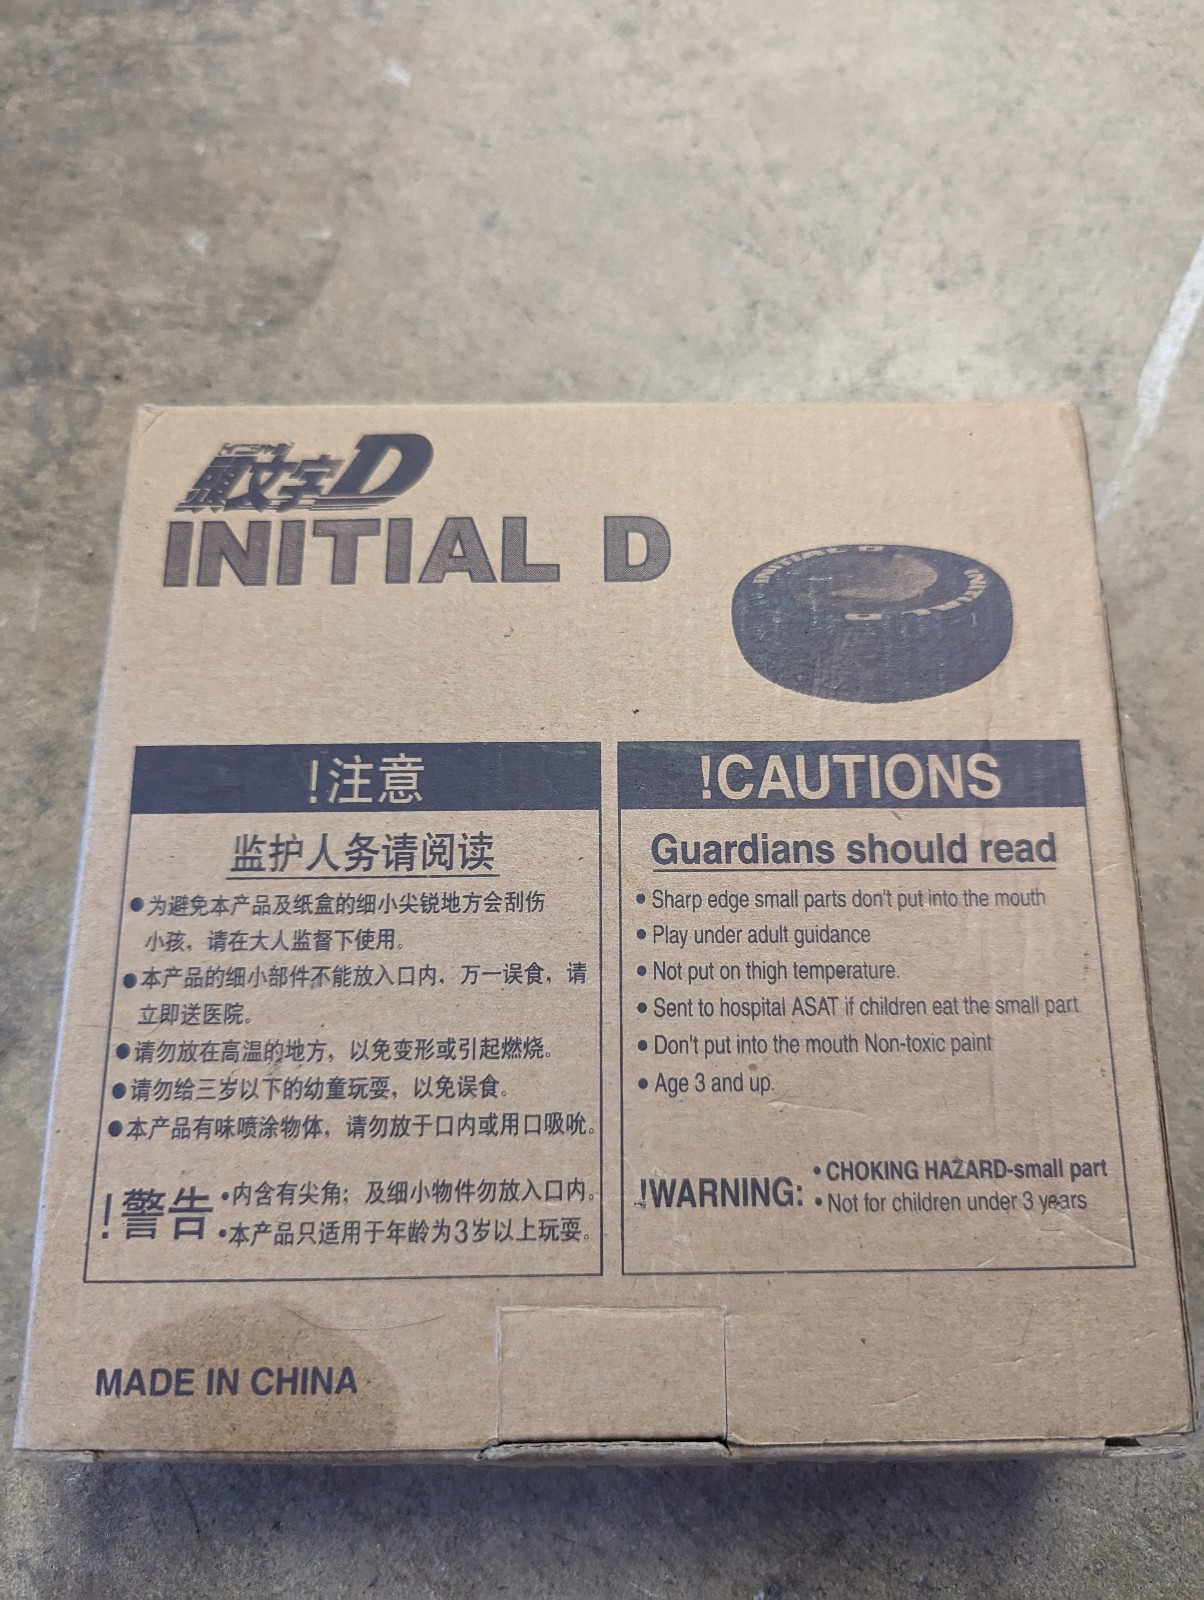 頭文字D
INITIAL D
INITIAL D
INITIAL D
!注意
监护人务请阅读
●为避免本产品及纸盒的细小尖锐地方会刮伤
小孩，请在大人监督下使用。
●本产品的细小部件不能放入口内，万一误食，请
立即送医院。
●请勿放在高温的地方，以免变形或引起燃烧。
●请勿给三岁以下的幼童玩耍，以免误食。
●本产品有味喷涂物体，请勿放于口内或用口吸吮。
!警告
•内含有尖角；及细小物件勿放入口内。
•本产品只适用于年龄为3岁以上玩耍。
!CAUTIONS
Guardians should read
• Sharp edge small parts don't put into the mouth
• Play under adult guidance
• Not put on thigh temperature.
• Sent to hospital ASAT if children eat the small part
• Don't put into the mouth Non-toxic paint
• Age 3 and up.
!WARNING:
• CHOKING HAZARD-small part
• Not for children under 3 years
MADE IN CHINA